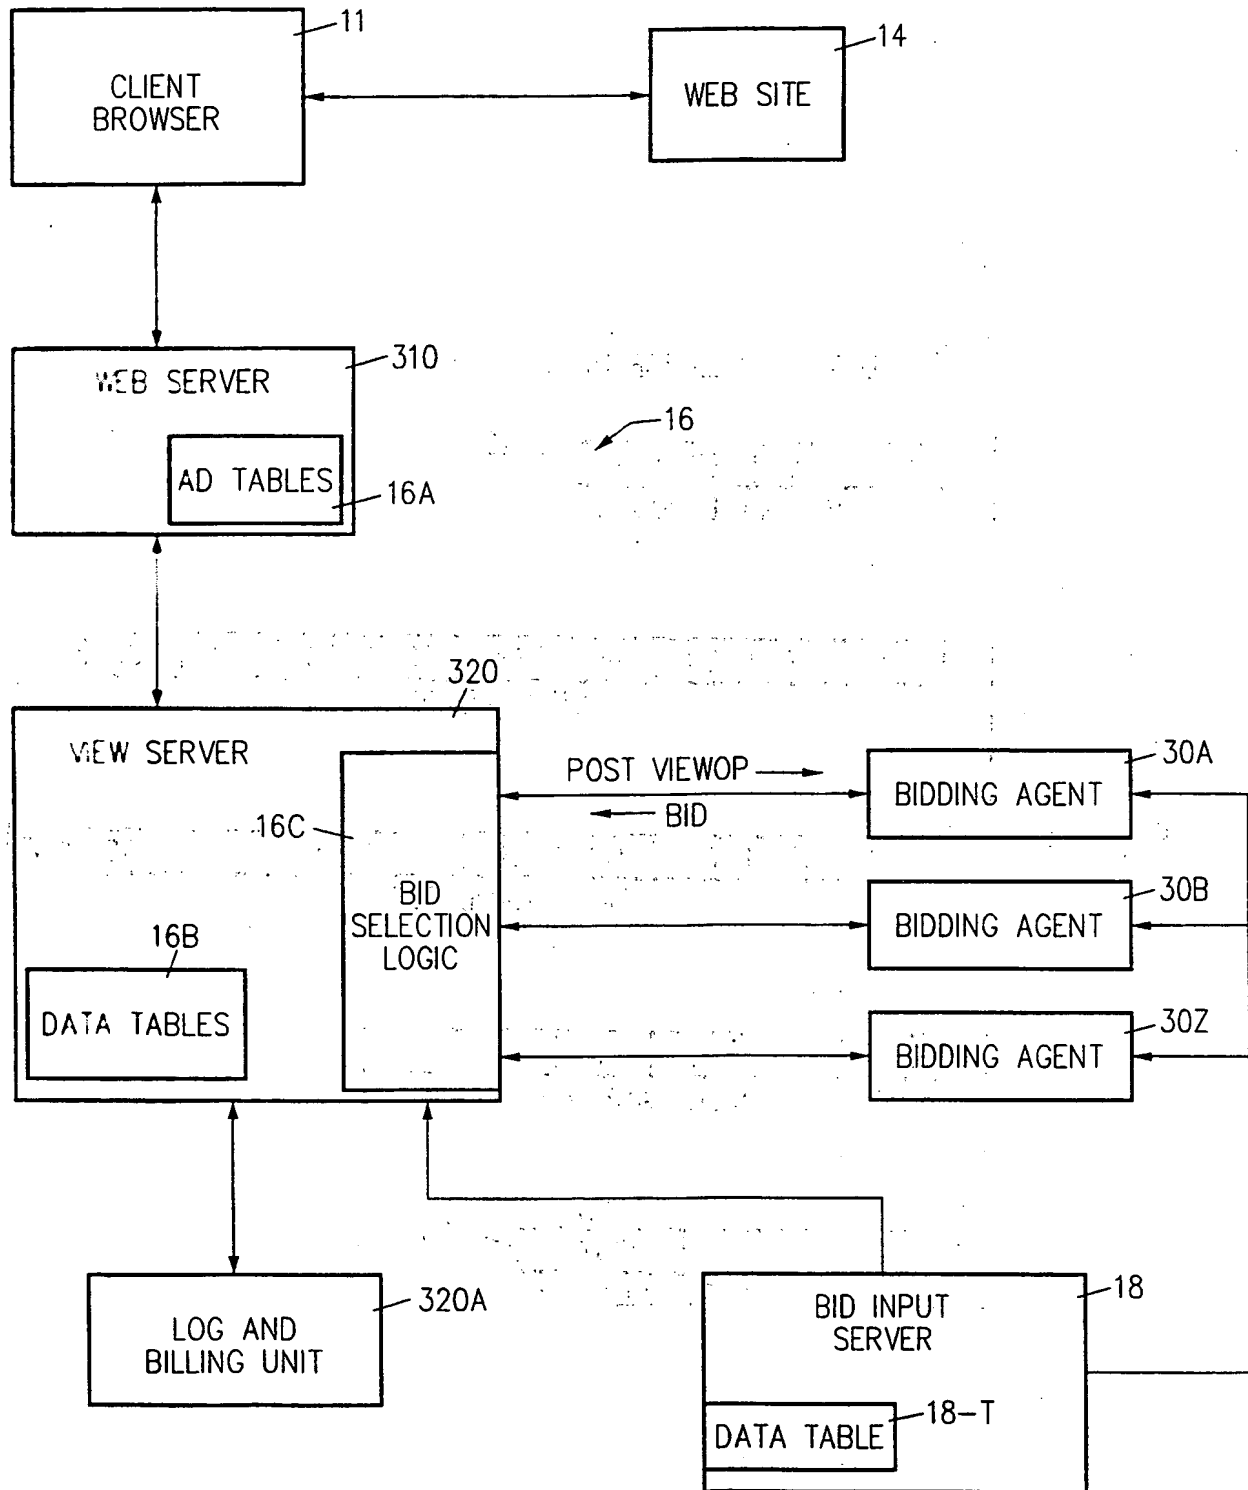 11
CLIENT
BROWSER
14
WEB SITE
310
WEB SERVER
16
AD TABLES
16A
320
VIEW SERVER
POST VIEWOP
BID
30A
BIDDING AGENT
16C
BID
SELECTION
LOGIC
30B
BIDDING AGENT
16B
DATA TABLES
30Z
BIDDING AGENT
320A
LOG AND
BILLING UNIT
18
BID INPUT
SERVER
18-T
DATA TABLE